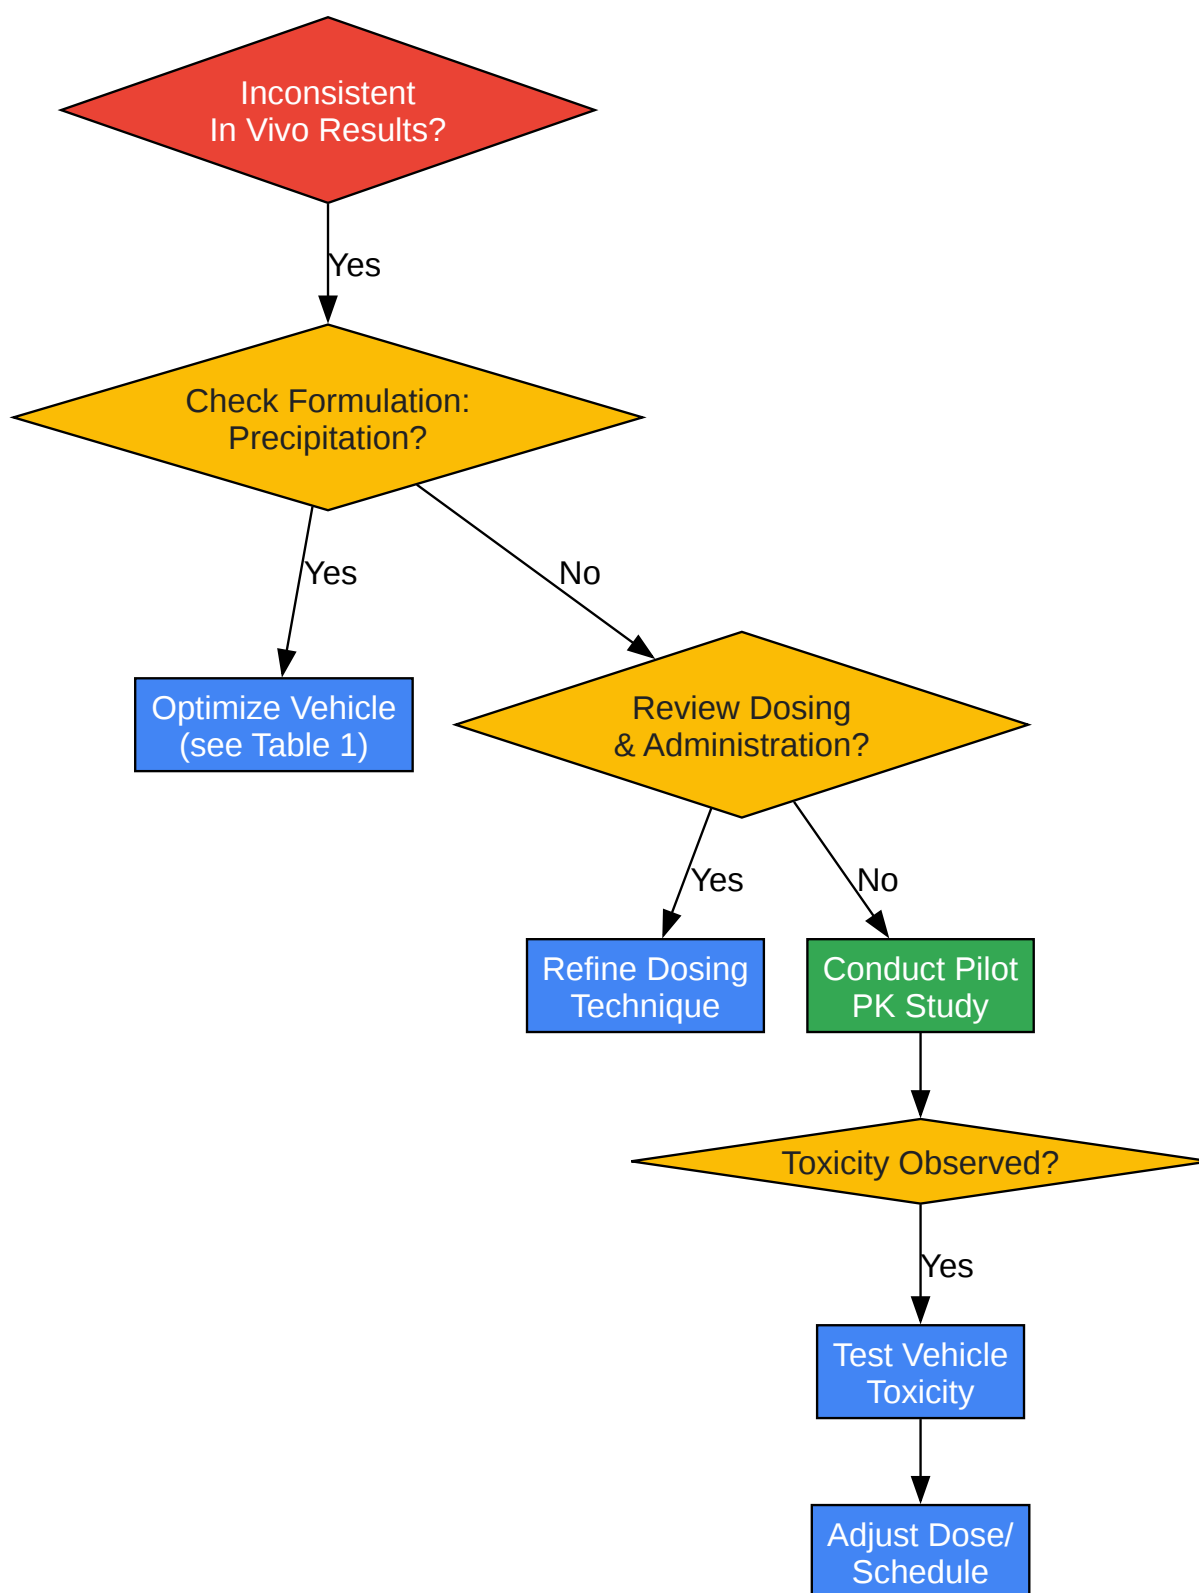 Inconsistent
In Vivo Results?
Yes
Check Formulation:
Precipitation?
Yes
No
Optimize Vehicle
(see Table 1)
Review Dosing
& Administration?
Yes
No
Refine Dosing
Technique
Conduct Pilot
PK Study
Toxicity Observed?
Yes
Test Vehicle
Toxicity
Adjust Dose/
Schedule